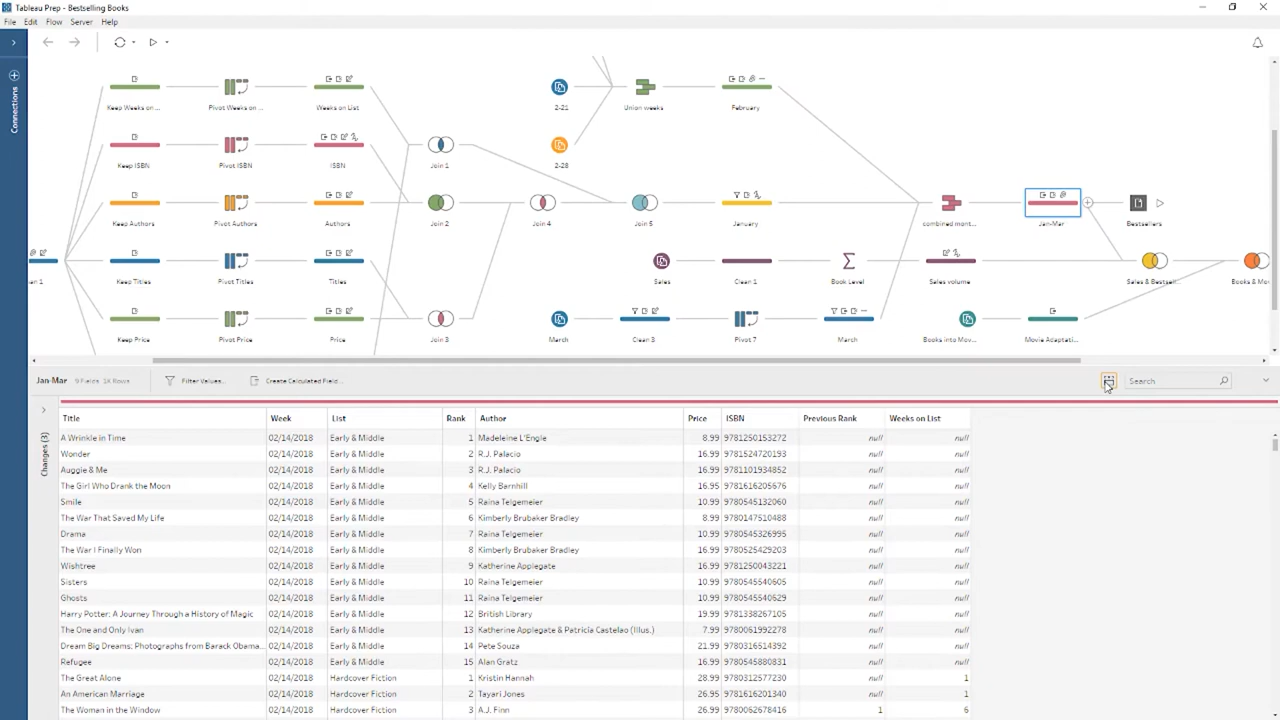 Tableau Prep - Bestselling Books
File Edit Flow Server Help
Connections
Keep Weeks on ... Pivot Weeks on ... Weeks on List 2-21 Union weeks February
Keep ISBN Pivot ISBN ISBN Join 1 2-28
Keep Authors Pivot Authors Authors Join 2 Join 4 Join 5 January combined mont... Jan-Mar Bestsellers
ean 1 Keep Titles Pivot Titles Titles Sales Clean 1 Book Level Sales volume Sales & Bestsell... Books & Mov
Keep Price Pivot Price Price Join 3 March Clean 3 Pivot 7 March Books into Mov... Movie Adaptati...
Jan-Mar 9 Fields 1K Rows Filter Values... Create Calculated Field... Search
Changes (3)
Title Week List Rank Author Price ISBN Previous Rank Weeks on List
A Wrinkle in Time 02/14/2018 Early & Middle 1 Madeleine L'Engle 8.99 9781250153272 null null
Wonder 02/14/2018 Early & Middle 2 R.J. Palacio 16.99 9781524720193 null null
Auggie & Me 02/14/2018 Early & Middle 3 R.J. Palacio 16.99 9781101934852 null null
The Girl Who Drank the Moon 02/14/2018 Early & Middle 4 Kelly Barnhill 16.95 9781616205676 null null
Smile 02/14/2018 Early & Middle 5 Raina Telgemeier 10.99 9780545132060 null null
The War That Saved My Life 02/14/2018 Early & Middle 6 Kimberly Brubaker Bradley 8.99 9780147510488 null null
Drama 02/14/2018 Early & Middle 7 Raina Telgemeier 10.99 9780545326995 null null
The War I Finally Won 02/14/2018 Early & Middle 8 Kimberly Brubaker Bradley 16.99 9780525429203 null null
Wishtree 02/14/2018 Early & Middle 9 Katherine Applegate 16.99 9781250043221 null null
Sisters 02/14/2018 Early & Middle 10 Raina Telgemeier 10.99 9780545540605 null null
Ghosts 02/14/2018 Early & Middle 11 Raina Telgemeier 10.99 9780545540629 null null
Harry Potter: A Journey Through a History of Magic 02/14/2018 Early & Middle 12 British Library 19.99 9781338267105 null null
The One and Only Ivan 02/14/2018 Early & Middle 13 Katherine Applegate & Patricia Castelao (Illus.) 7.99 9780061992278 null null
Dream Big Dreams: Photographs from Barack Obama... 02/14/2018 Early & Middle 14 Pete Souza 21.99 9780316514392 null null
Refugee 02/14/2018 Early & Middle 15 Alan Gratz 16.99 9780545880831 null null
The Great Alone 02/14/2018 Hardcover Fiction 1 Kristin Hannah 28.99 9780312577230 null 1
An American Marriage 02/14/2018 Hardcover Fiction 2 Tayari Jones 26.95 9781616201340 null 1
The Woman in the Window 02/14/2018 Hardcover Fiction 3 A.J. Finn 26.99 9780062678416 1 6